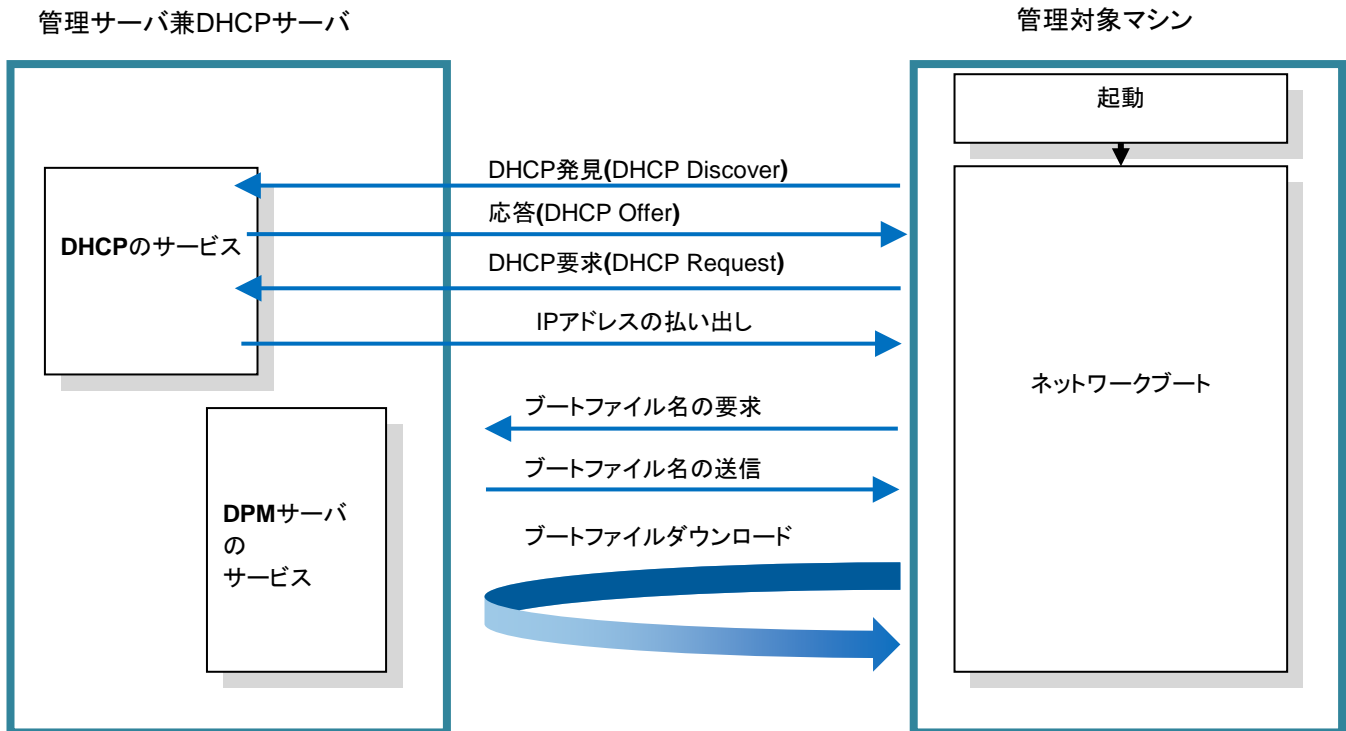 管理サーバ兼DHCPサーバ
管理対象マシン
起動
DHCP発見(DHCP Discover)
応答(DHCP Offer)
DHCPのサービス
DHCP要求(DHCP Request)
IPアドレスの払い出し
ネットワークブート
ブートファイル名の要求
ブートファイル名の送信
DPMサーバ
の
サービス
ブートファイルダウンロード